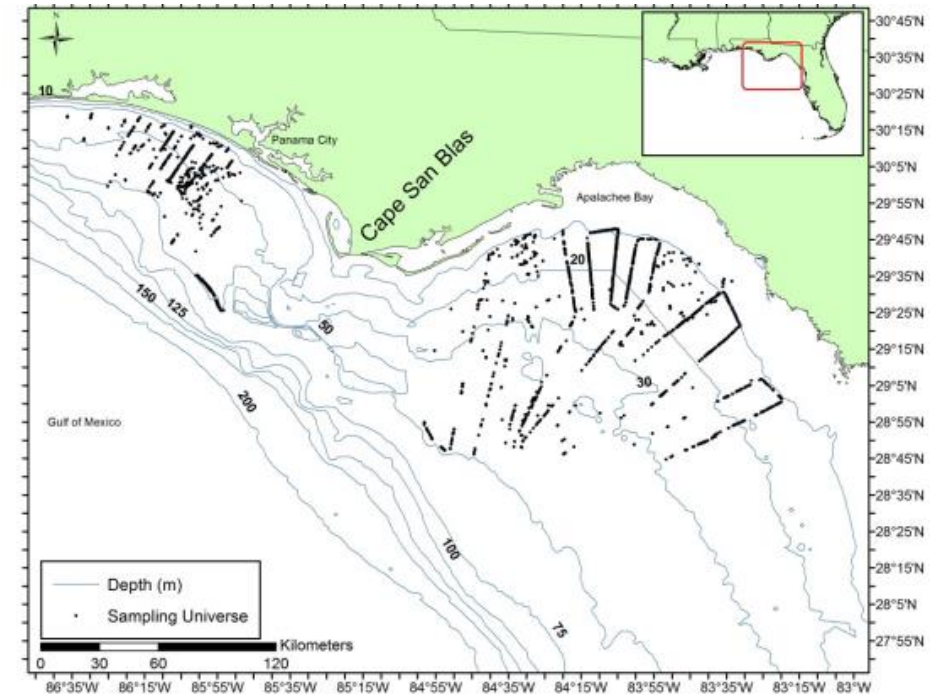 N
10
Panama City
Cape San Blas
Apalachee Bay
20
150
125
50
30
200
Gulf of Mexico
100
75
Depth (m)
Sampling Universe
Kilometers
0 30 60 120
30°45'N
30°35'N
30°25'N
30°15'N
30°5'N
29°55'N
29°45'N
29°35'N
29°25'N
29°15'N
29°5'N
28°55'N
28°45'N
28°35'N
28°25'N
28°15'N
28°5'N
27°55'N
86°35'W 86°15'W 85°55'W 85°35'W 85°15'W 84°55'W 84°35'W 84°15'W 83°55'W 83°35'W 83°15'W 83°W